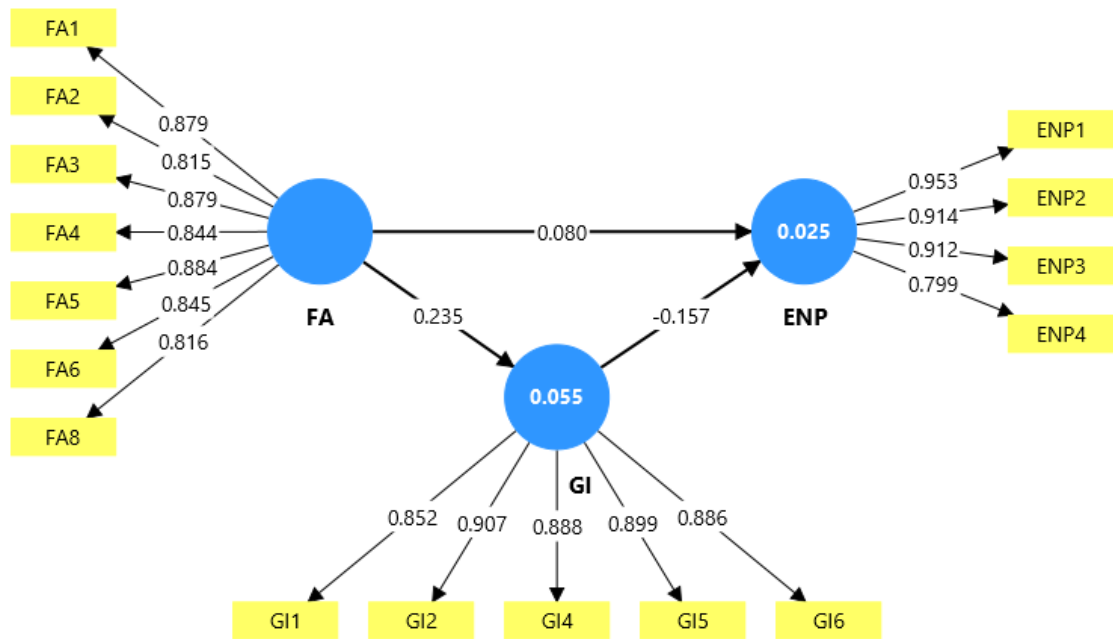 FA1
FA2
FA3
FA4
FA5
FA6
FA8
0.879
0.815
0.879
0.844
0.884
0.845
0.816
FA
0.080
0.235
-0.157
0.025
ENP
0.953
0.914
0.912
0.799
ENP1
ENP2
ENP3
ENP4
0.055
GI
0.852
0.907
0.888
0.899
0.886
GI1
GI2
GI4
GI5
GI6